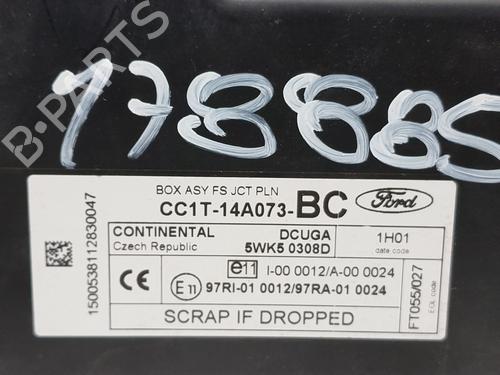 178885
B-PARTS
BOX ASY FS JCT PLN
CC1T-14A073-BC
Ford
CONTINENTAL
Czech Republic
DCUGA
5WK5 0308D
1H01
date code
1500538112830047
CE
e11 I-00 0012/A-00 0024
E11 97RI-01 0012/97RA-01 0024
FT055/027
EOL code
SCRAP IF DROPPED